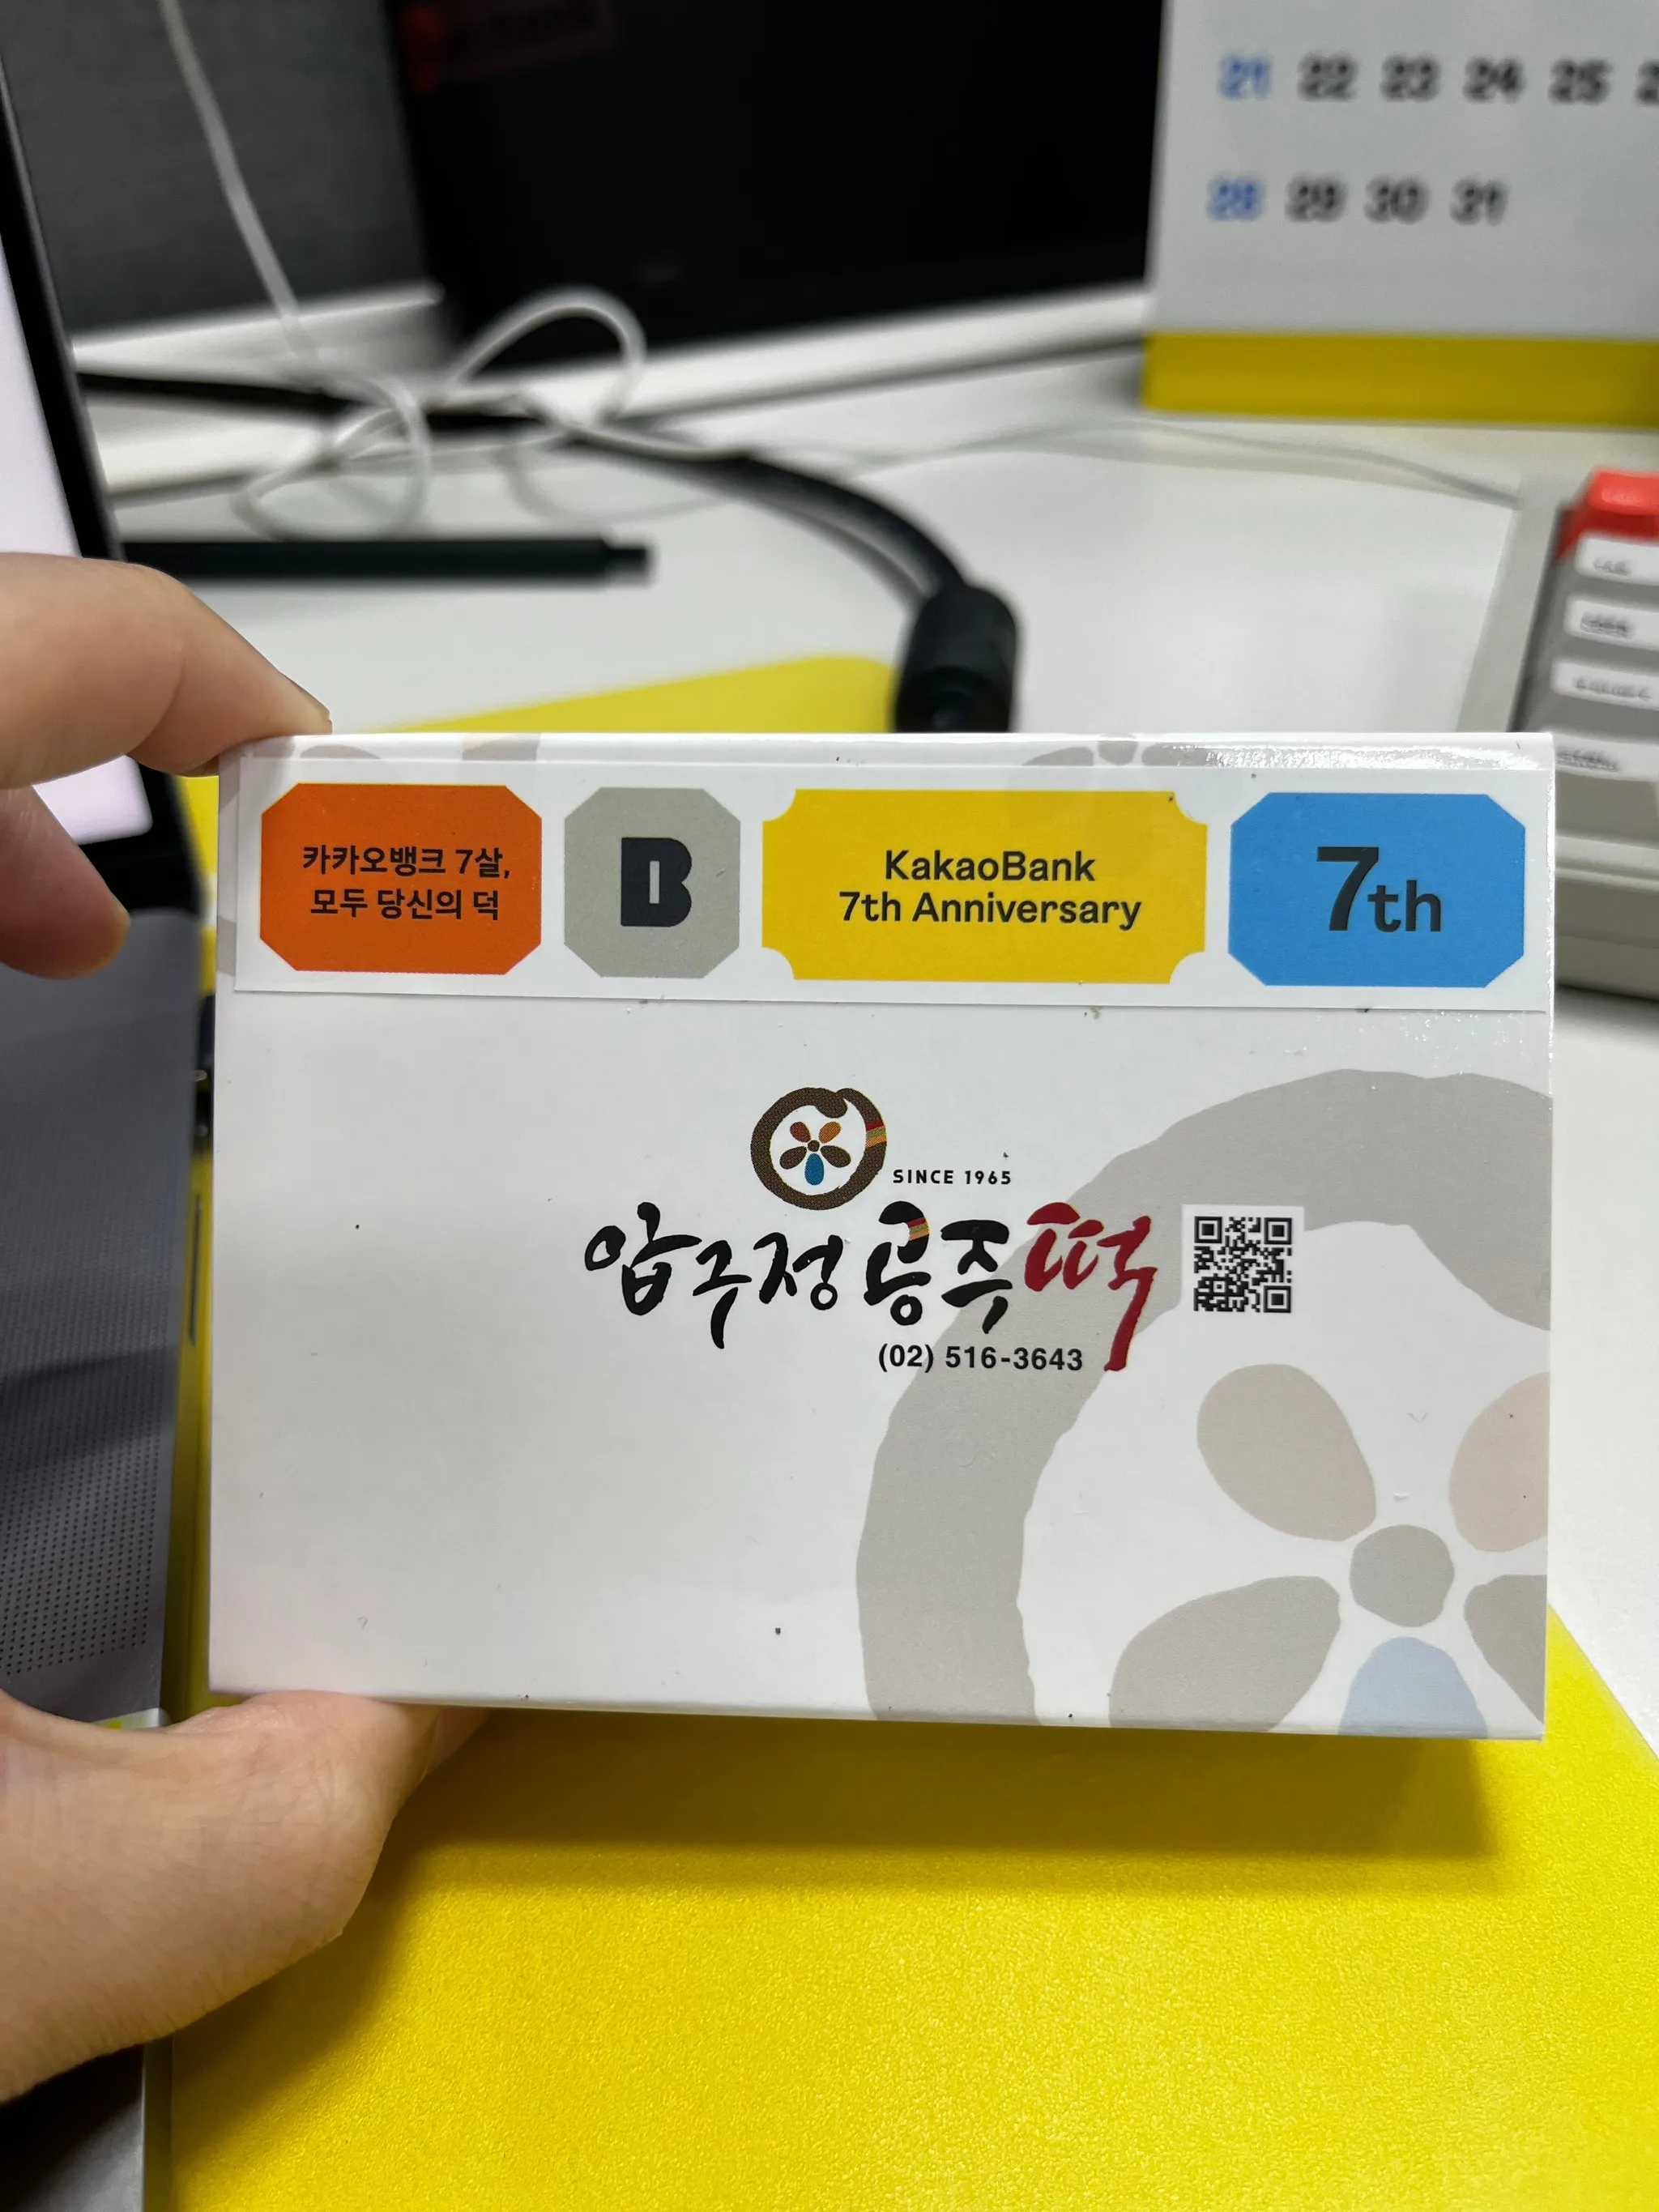 21 22 23 24 25
28 29 30 31
카카오뱅크 7살,
모두 당신의 덕
B
KakaoBank
7th Anniversary
7th
SINCE 1965
압구정공주떡
(02) 516-3643